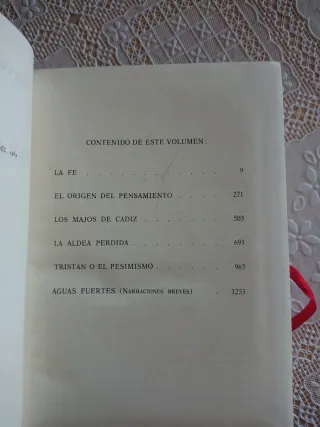 CONTENIDO DE ESTE VOLUMEN:
LA FE . . . . . . . . . . . 9
EL ORIGEN DEL PENSAMIENTO . . . . 271
LOS MAJOS DE CADIZ . . . . . . 503
LA ALDEA PERDIDA . . . . . . . 693
TRISTAN O EL PESIMISMO . . . . . 963
AGUAS FUERTES (NARRACIONES BREVES) . 1253